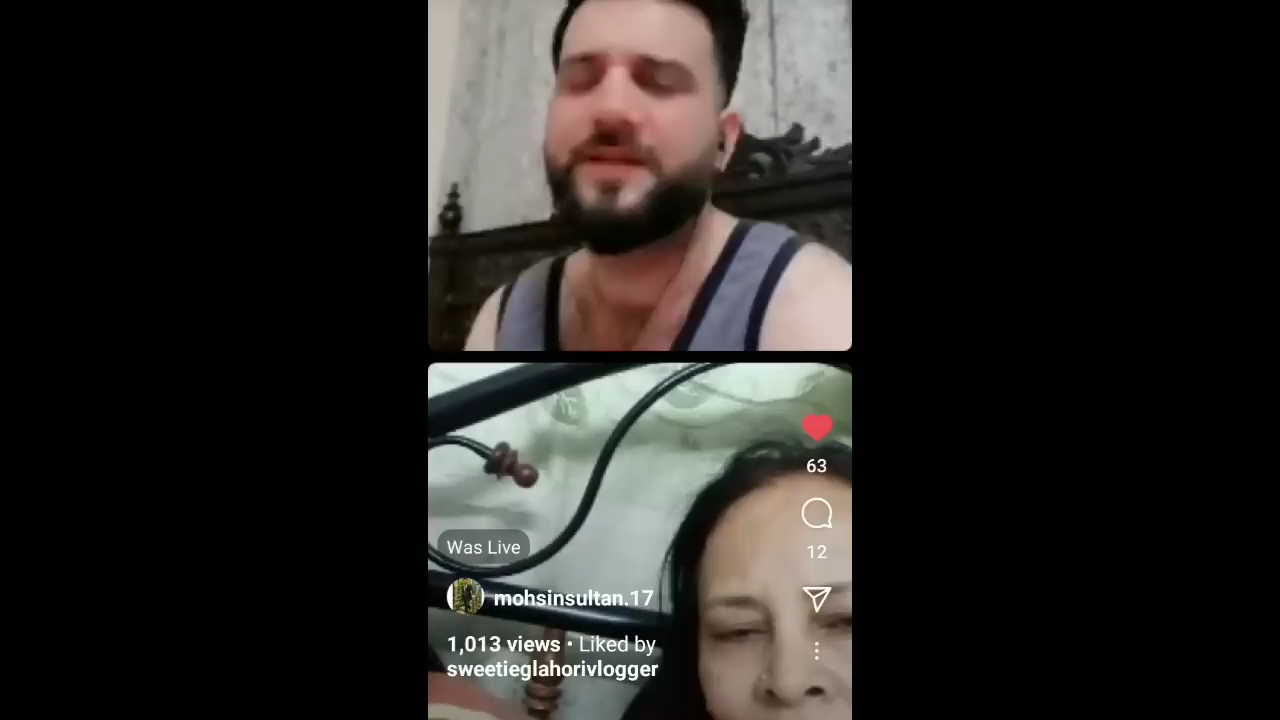 63
12
Was Live
mohsinsultan.17
1,013 views • Liked by
sweetieglahorivlogger